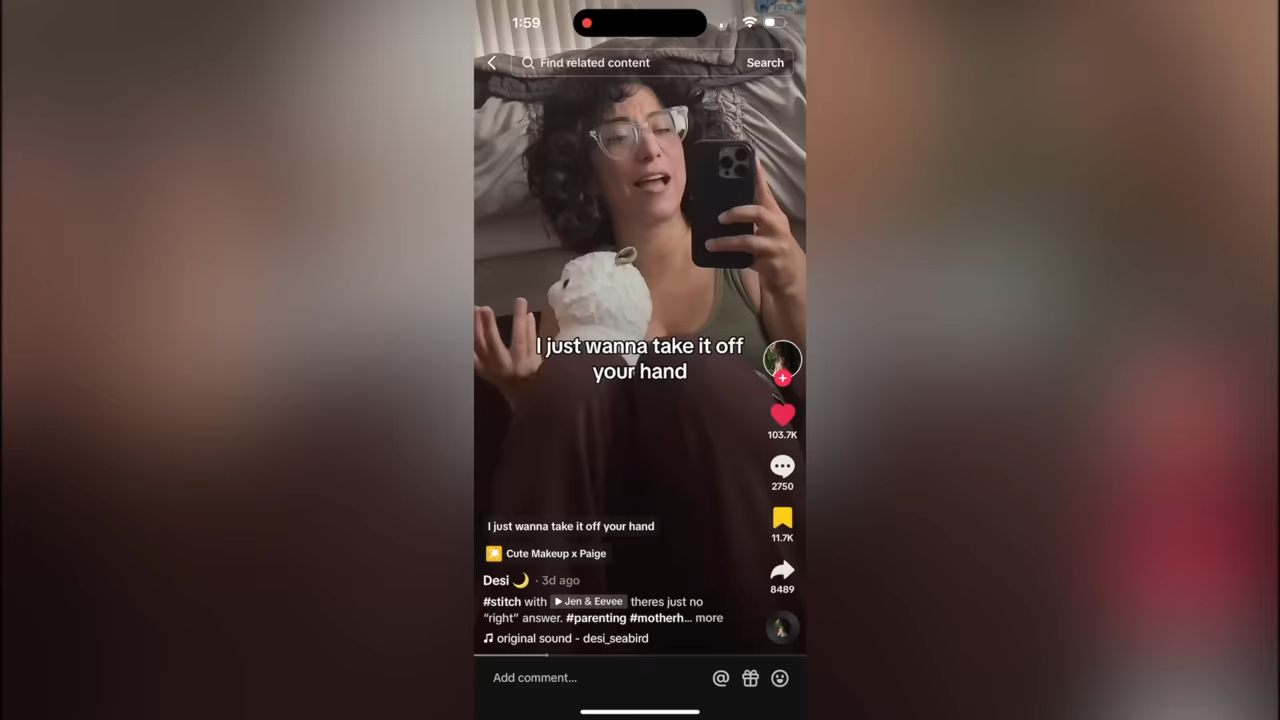 1:59
Find related content
Search
I just wanna take it off
your hand
103.7K
2750
11.7K
8489
I just wanna take it off your hand
Cute Makeup x Paige
Desi 🌙 · 3d ago
#stitch with ▶ Jen & Eevee theres just no
"right" answer. #parenting #motherh... more
♫ original sound - desi_seabird
Add comment...
@